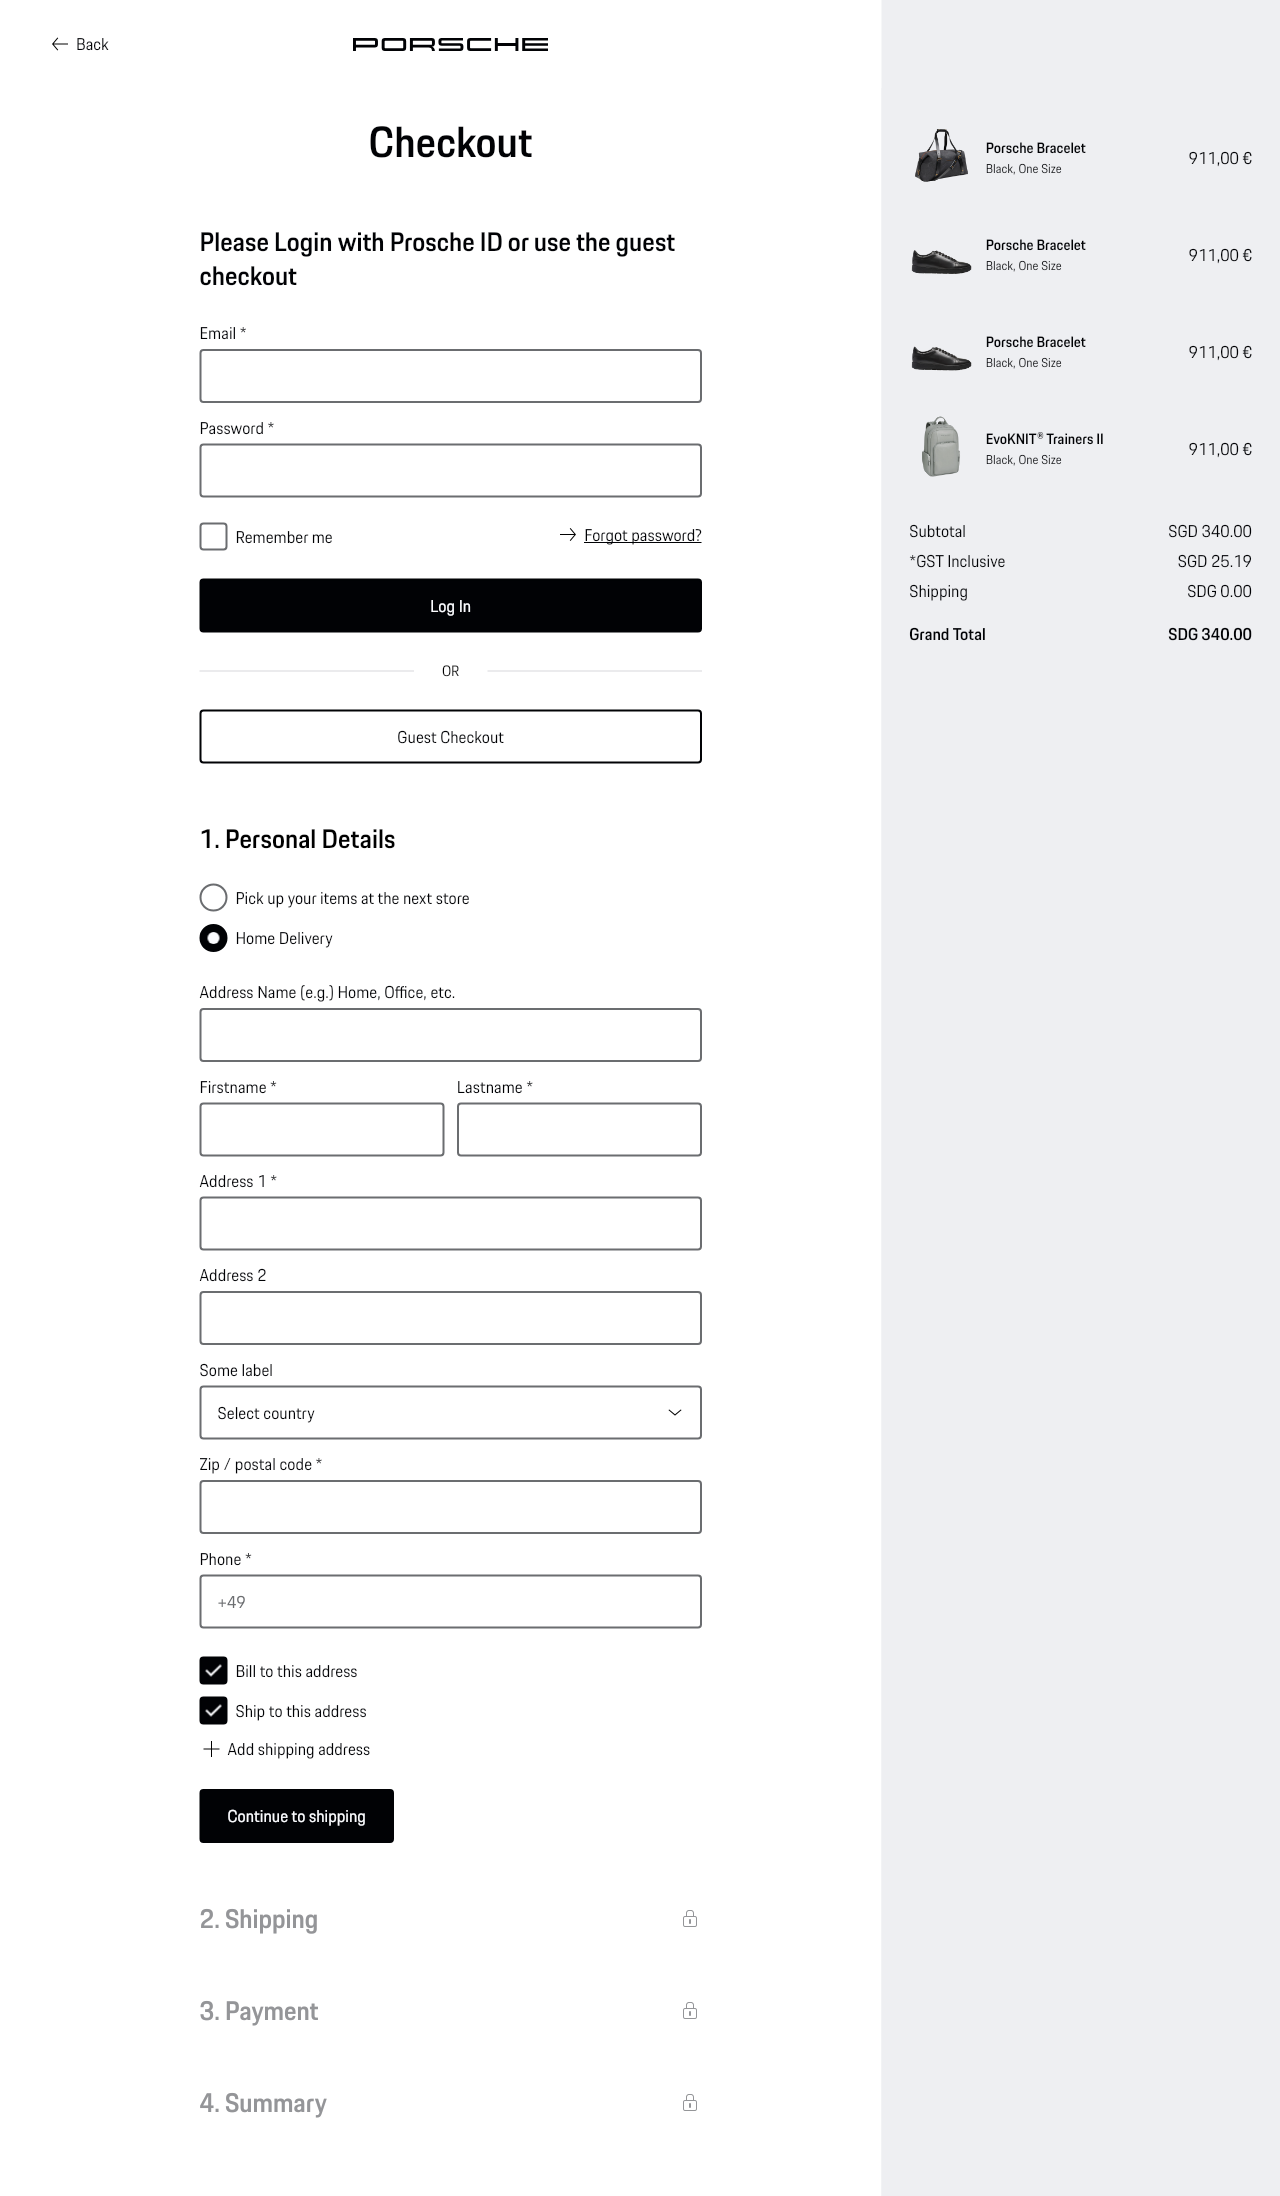 Back
PORSCHE
Checkout
Please Login with Prosche ID or use the guest
checkout
Email *
Password *
Remember me
Forgot password?
Log In
OR
Guest Checkout
1. Personal Details
Pick up your items at the next store
Home Delivery
Address Name (e.g.) Home, Office, etc.
Firstname *
Lastname *
Address 1 *
Address 2
Some label
Select country
Zip / postal code *
Phone *
+49
Bill to this address
Ship to this address
Add shipping address
Continue to shipping
2. Shipping
3. Payment
4. Summary
Porsche Bracelet
Black, One Size
911,00 €
Porsche Bracelet
Black, One Size
911,00 €
Porsche Bracelet
Black, One Size
911,00 €
EvoKNIT® Trainers II
Black, One Size
911,00 €
Subtotal SGD 340.00
*GST Inclusive SGD 25.19
Shipping SDG 0.00
Grand Total SDG 340.00